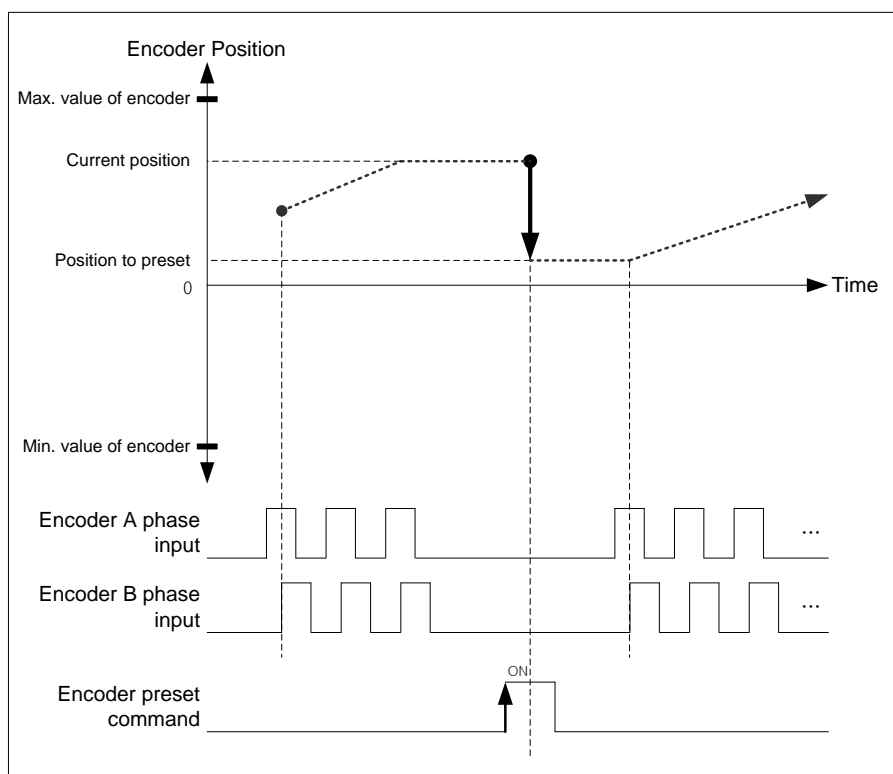 Encoder Position
Max. value of encoder
Current position
Position to preset
0
Time
Min. value of encoder
Encoder A phase
input
...
Encoder B phase
input
...
ON
Encoder preset
command